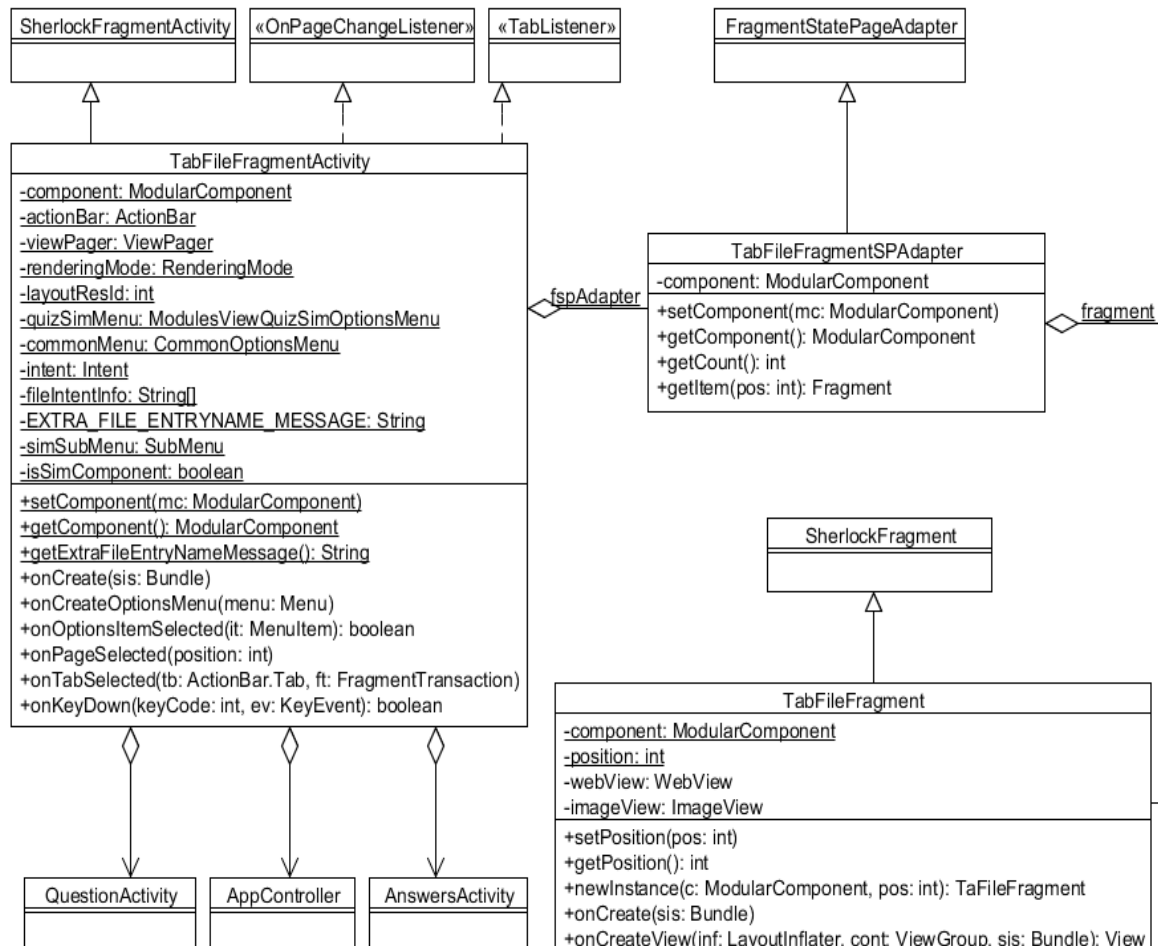 SherlockFragmentActivity
«OnPageChangeListener»
«TabListener»
FragmentStatePageAdapter
TabFileFragmentActivity
-component: ModularComponent
-actionBar: ActionBar
-viewPager: ViewPager
-renderingMode: RenderingMode
-layoutResId: int
-quizSimMenu: ModulesViewQuizSimOptionsMenu
-commonMenu: CommonOptionsMenu
-intent: Intent
-fileIntentInfo: String[]
-EXTRA_FILE_ENTRYNAME_MESSAGE: String
-simSubMenu: SubMenu
-isSimComponent: boolean
+setComponent(mc: ModularComponent)
+getComponent(): ModularComponent
+getExtraFileEntryNameMessage(): String
+onCreate(sis: Bundle)
+onCreateOptionsMenu(menu: Menu)
+onOptionsItemSelected(it: MenuItem): boolean
+onPageSelected(position: int)
+onTabSelected(tb: ActionBar.Tab, ft: FragmentTransaction)
+onKeyDown(keyCode: int, ev: KeyEvent): boolean
fspAdapter
TabFileFragmentSPAdapter
-component: ModularComponent
+setComponent(mc: ModularComponent)
+getComponent(): ModularComponent
+getCount(): int
+getItem(pos: int): Fragment
fragment
SherlockFragment
TabFileFragment
-component: ModularComponent
-position: int
-webView: WebView
-imageView: ImageView
+setPosition(pos: int)
+getPosition(): int
+newInstance(c: ModularComponent, pos: int): TaFileFragment
+onCreate(sis: Bundle)
+onCreateView(inf: LayoutInflater, cont: ViewGroup, sis: Bundle): View
QuestionActivity
AppController
AnswersActivity